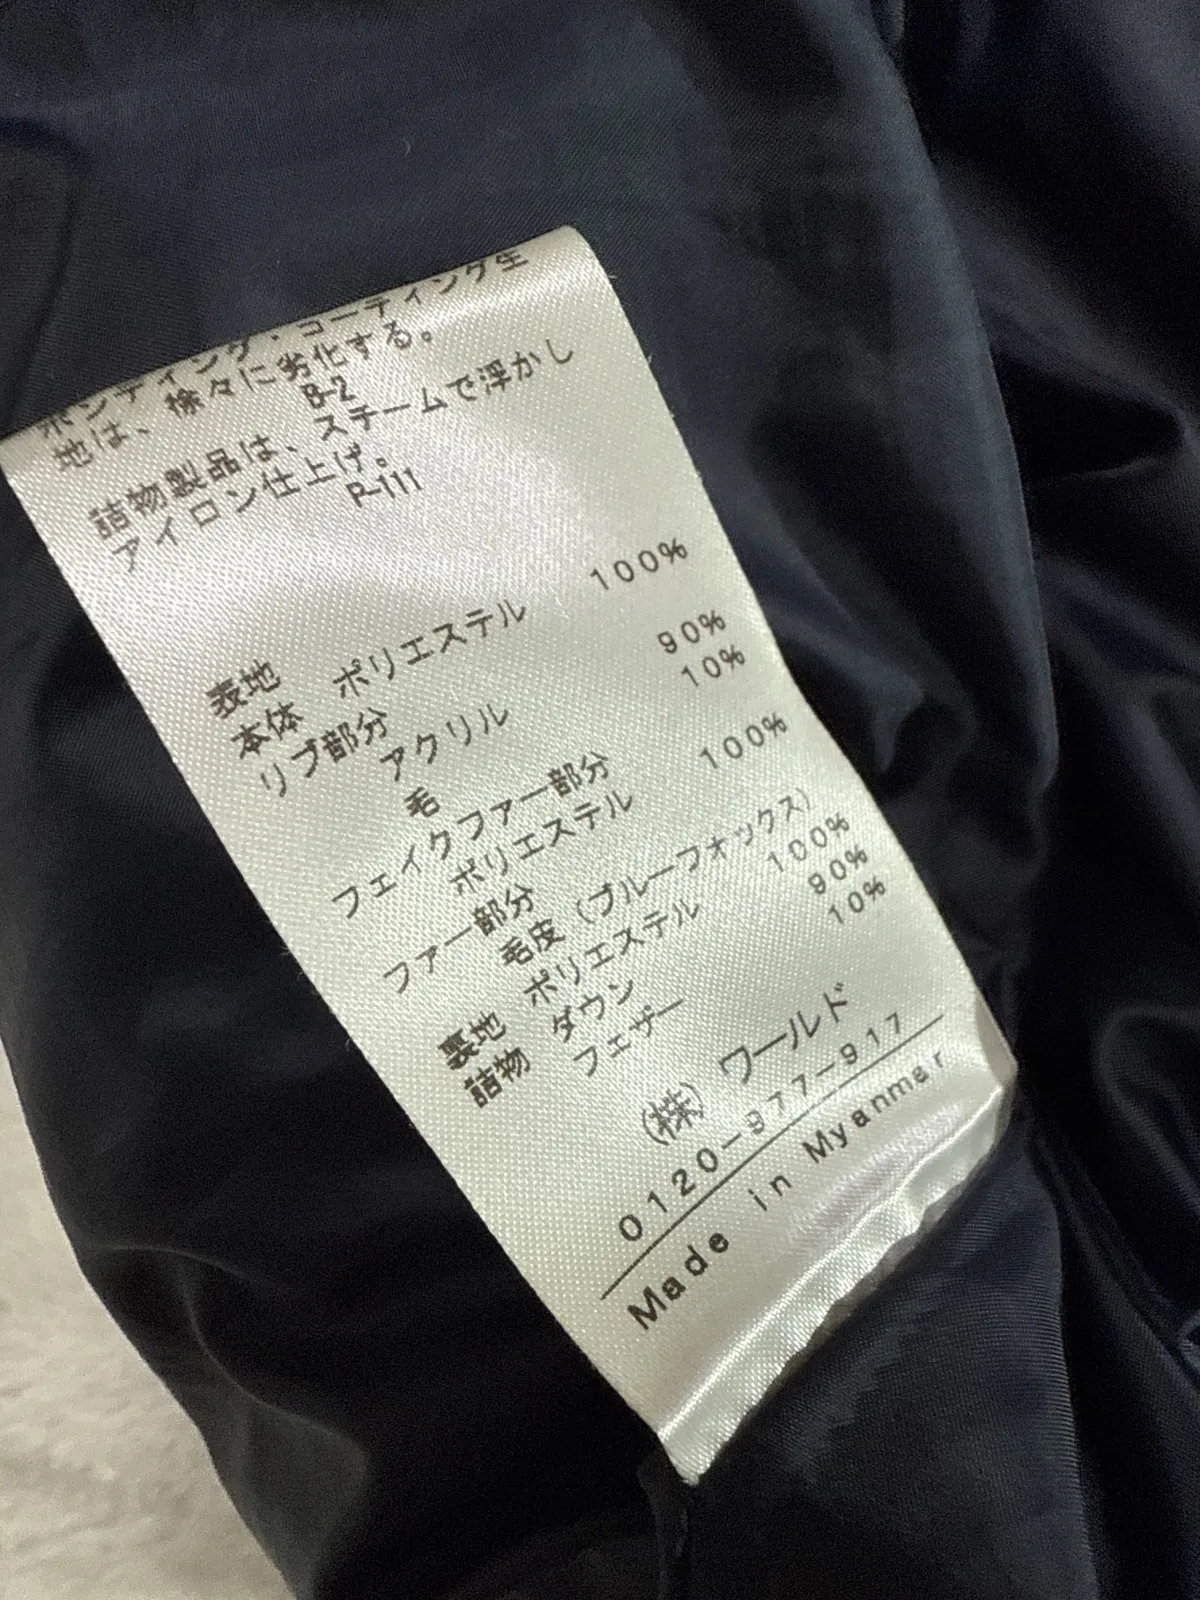 ボンディング・コーティング生
地は、徐々に劣化する。
B-2
詰物製品は、スチームで浮かし
アイロン仕上げ。
P-111
表地
本体 ポリエステル 100%
リブ部分
アクリル 90%
毛 10%
フェイクファー部分
ポリエステル 100%
ファー部分
毛皮(ブルーフォックス)
裏地 ポリエステル 100%
詰物 ダウン 90%
フェザー 10%
(株)ワールド
0120-977-917
Made in Myanmar